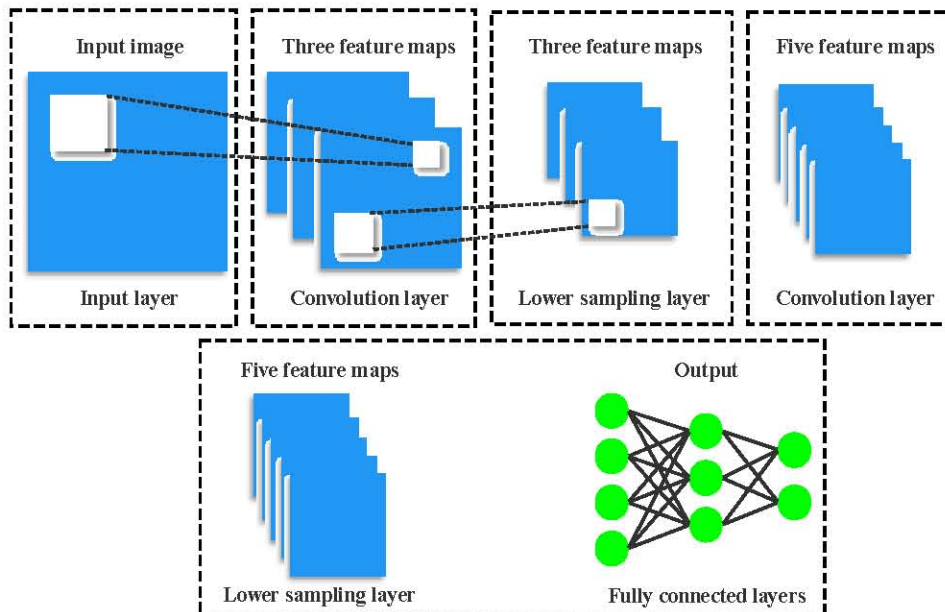 Input image
Three feature maps
Three feature maps
Five feature maps
Input layer
Convolution layer
Lower sampling layer
Convolution layer
Five feature maps
Output
Lower sampling layer
Fully connected layers